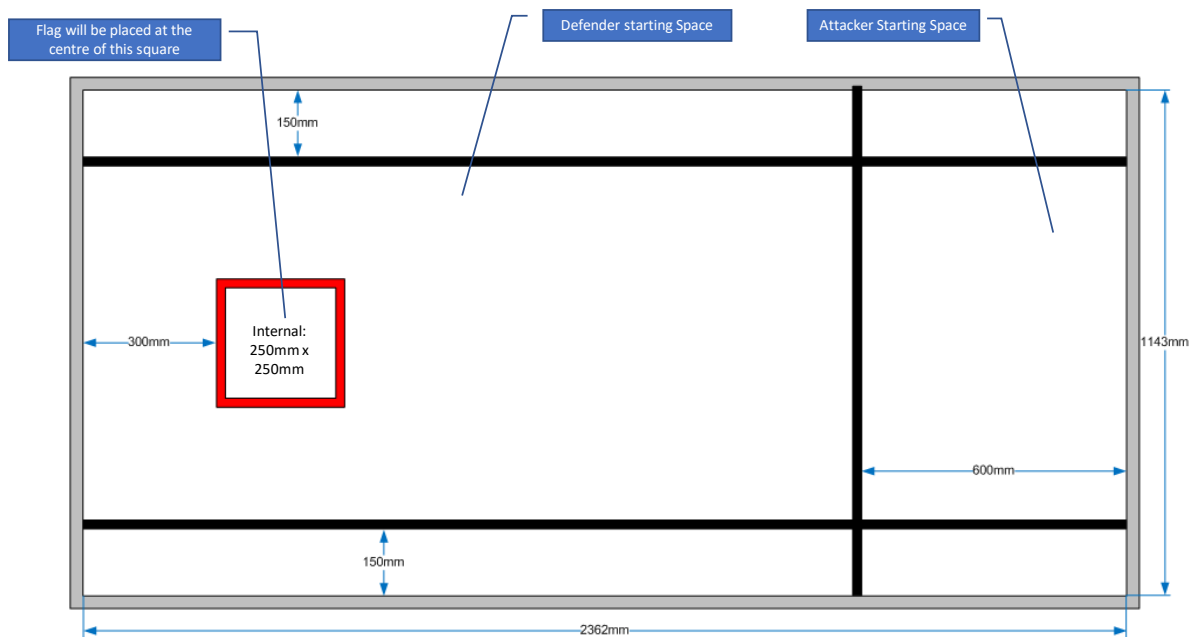 Flag will be placed at the
centre of this square
Defender starting Space
Attacker Starting Space
150mm
Internal:
250mm x
250mm
300mm
1143mm
600mm
150mm
2362mm